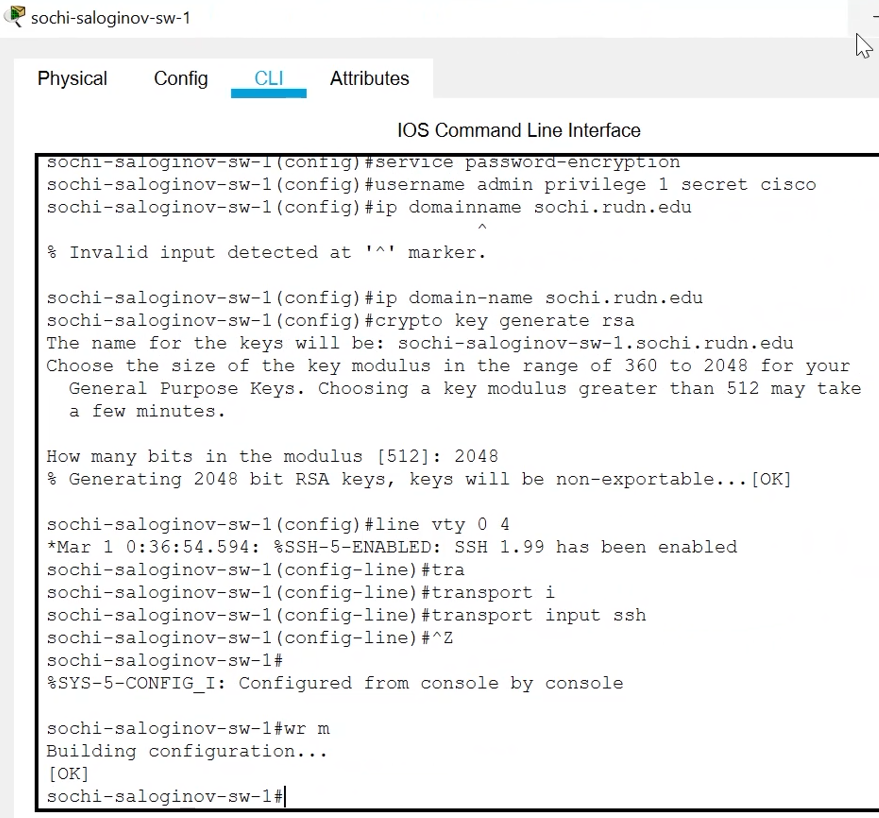 sochi-saloginov-sw-1
Physical Config CLI Attributes
IOS Command Line Interface
sochi-saloginov-sw-1(config)#service password-encryption
sochi-saloginov-sw-1(config)#username admin privilege 1 secret cisco
sochi-saloginov-sw-1(config)#ip domainname sochi.rudn.edu
^
% Invalid input detected at '^' marker.
sochi-saloginov-sw-1(config)#ip domain-name sochi.rudn.edu
sochi-saloginov-sw-1(config)#crypto key generate rsa
The name for the keys will be: sochi-saloginov-sw-1.sochi.rudn.edu
Choose the size of the key modulus in the range of 360 to 2048 for your
General Purpose Keys. Choosing a key modulus greater than 512 may take
a few minutes.
How many bits in the modulus [512]: 2048
% Generating 2048 bit RSA keys, keys will be non-exportable...[OK]
sochi-saloginov-sw-1(config)#line vty 0 4
*Mar 1 0:36:54.594: %SSH-5-ENABLED: SSH 1.99 has been enabled
sochi-saloginov-sw-1(config-line)#tra
sochi-saloginov-sw-1(config-line)#transport i
sochi-saloginov-sw-1(config-line)#transport input ssh
sochi-saloginov-sw-1(config-line)#^Z
sochi-saloginov-sw-1#
%SYS-5-CONFIG_I: Configured from console by console
sochi-saloginov-sw-1#wr m
Building configuration...
[OK]
sochi-saloginov-sw-1#